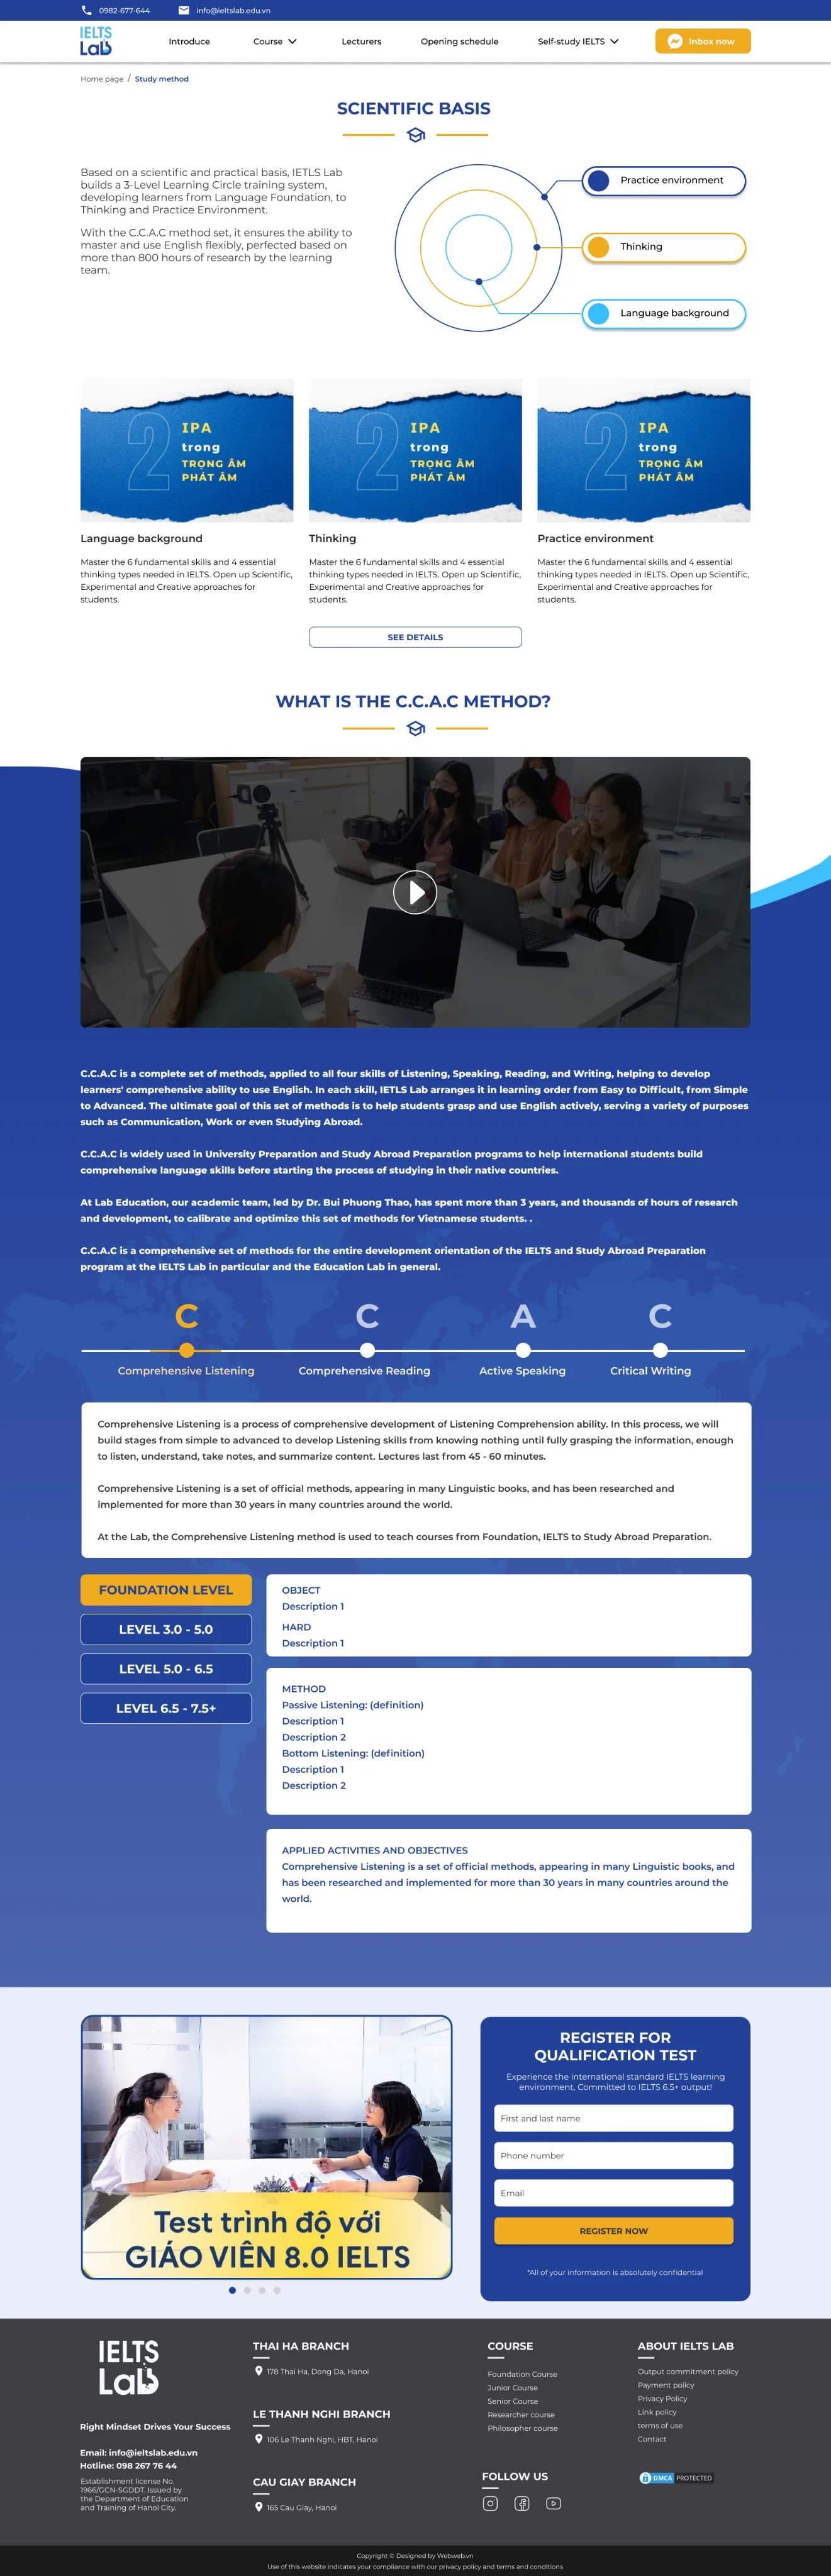 0982-677-644
info@ieltslab.edu.vn
IELTS
Lab
Introduce
Course
Lecturers
Opening schedule
Self-study IELTS
Inbox now
Home page / Study method
SCIENTIFIC BASIS
Based on a scientific and practical basis, IETLS Lab
builds a 3-Level Learning Circle training system,
developing learners from Language Foundation, to
Thinking and Practice Environment.
With the C.C.A.C method set, it ensures the ability to
master and use English flexibly, perfected based on
more than 800 hours of research by the learning
team.
Practice environment
Thinking
Language background
2
IPA
trong
TRỌNG ÂM
PHÁT ÂM
2
IPA
trong
TRỌNG ÂM
PHÁT ÂM
2
IPA
trong
TRỌNG ÂM
PHÁT ÂM
Language background
Master the 6 fundamental skills and 4 essential
thinking types needed in IELTS. Open up Scientific,
Experimental and Creative approaches for
students.
Thinking
Master the 6 fundamental skills and 4 essential
thinking types needed in IELTS. Open up Scientific,
Experimental and Creative approaches for
students.
Practice environment
Master the 6 fundamental skills and 4 essential
thinking types needed in IELTS. Open up Scientific,
Experimental and Creative approaches for
students.
SEE DETAILS
WHAT IS THE C.C.A.C METHOD?
C.C.A.C is a complete set of methods, applied to all four skills of Listening, Speaking, Reading, and Writing, helping to develop
learners' comprehensive ability to use English. In each skill, IETLS Lab arranges it in learning order from Easy to Difficult, from Simple
to Advanced. The ultimate goal of this set of methods is to help students grasp and use English actively, serving a variety of purposes
such as Communication, Work or even Studying Abroad.
C.C.A.C is widely used in University Preparation and Study Abroad Preparation programs to help international students build
comprehensive language skills before starting the process of studying in their native countries.
At Lab Education, our academic team, led by Dr. Bui Phuong Thao, has spent more than 3 years, and thousands of hours of research
and development, to calibrate and optimize this set of methods for Vietnamese students. .
C.C.A.C is a comprehensive set of methods for the entire development orientation of the IELTS and Study Abroad Preparation
program at the IELTS Lab in particular and the Education Lab in general.
C
C
A
C
Comprehensive Listening
Comprehensive Reading
Active Speaking
Critical Writing
Comprehensive Listening is a process of comprehensive development of Listening Comprehension ability. In this process, we will
build stages from simple to advanced to develop Listening skills from knowing nothing until fully grasping the information, enough
to listen, understand, take notes, and summarize content. Lectures last from 45 - 60 minutes.
Comprehensive Listening is a set of official methods, appearing in many Linguistic books, and has been researched and
implemented for more than 30 years in many countries around the world.
At the Lab, the Comprehensive Listening method is used to teach courses from Foundation, IELTS to Study Abroad Preparation.
FOUNDATION LEVEL
LEVEL 3.0 - 5.0
LEVEL 5.0 - 6.5
LEVEL 6.5 - 7.5+
OBJECT
Description 1
HARD
Description 1
METHOD
Passive Listening: (definition)
Description 1
Description 2
Bottom Listening: (definition)
Description 1
Description 2
APPLIED ACTIVITIES AND OBJECTIVES
Comprehensive Listening is a set of official methods, appearing in many Linguistic books, and
has been researched and implemented for more than 30 years in many countries around the
world.
Test trình độ với
GIÁO VIÊN 8.0 IELTS
REGISTER FOR
QUALIFICATION TEST
Experience the international standard IELTS learning
environment, Committed to IELTS 6.5+ output!
First and last name
Phone number
Email
REGISTER NOW
*All of your information is absolutely confidential
IELTS
Lab
Right Mindset Drives Your Success
Email: info@ieltslab.edu.vn
Hotline: 098 267 76 44
Establishment license No.
1966/GCN-SGDDT. Issued by
the Department of Education
and Training of Hanoi City.
THAI HA BRANCH
178 Thai Ha, Dong Da, Hanoi
LE THANH NGHI BRANCH
106 Le Thanh Nghi, HBT, Hanoi
CAU GIAY BRANCH
165 Cau Giay, Hanoi
COURSE
Foundation Course
Junior Course
Senior Course
Researcher course
Philosopher course
FOLLOW US
ABOUT IELTS LAB
Output commitment policy
Payment policy
Privacy Policy
Link policy
terms of use
Contact
DMCA PROTECTED
Copyright © Designed by Webweb.vn
Use of this website indicates your compliance with our privacy policy and terms and conditions